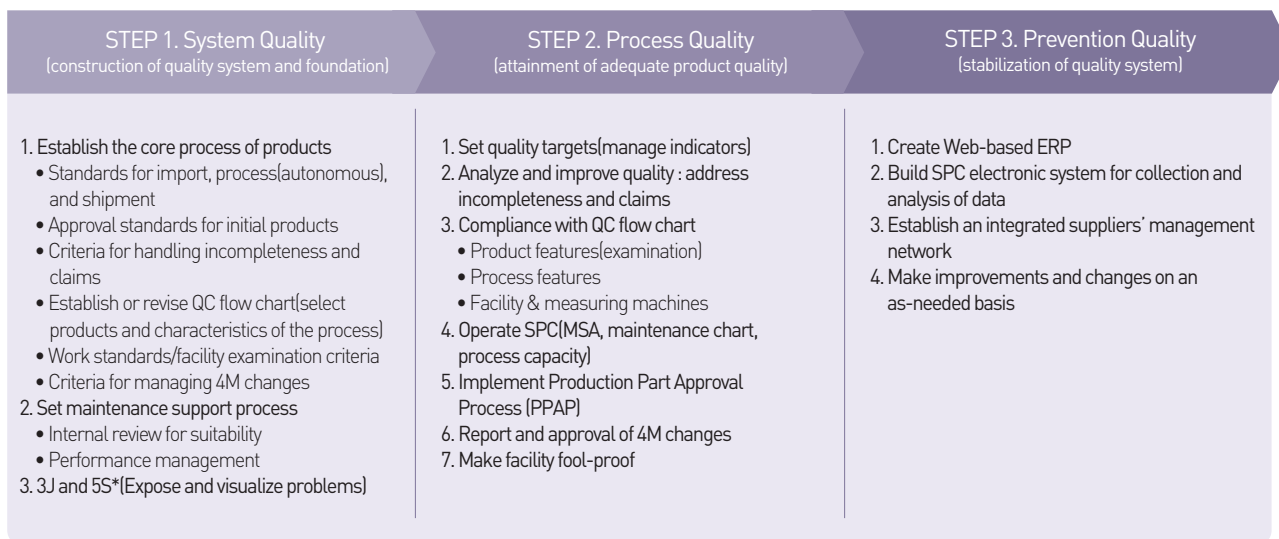 STEP 1. System Quality
(construction of quality system and foundation)
STEP 2. Process Quality
(attainment of adequate product quality)
STEP 3. Prevention Quality
(stabilization of quality system)
1. Establish the core process of products
• Standards for import, process(autonomous),
and shipment
• Approval standards for initial products
• Criteria for handling incompleteness and
claims
• Establish or revise QC flow chart(select
products and characteristics of the process)
• Work standards/facility examination criteria
• Criteria for managing 4M changes
2. Set maintenance support process
• Internal review for suitability
• Performance management
3. 3J and 5S*(Expose and visualize problems)
1. Set quality targets(manage indicators)
2. Analyze and improve quality : address
incompleteness and claims
3. Compliance with QC flow chart
• Product features(examination)
• Process features
• Facility & measuring machines
4. Operate SPC(MSA, maintenance chart,
process capacity)
5. Implement Production Part Approval
Process (PPAP)
6. Report and approval of 4M changes
7. Make facility fool-proof
1. Create Web-based ERP
2. Build SPC electronic system for collection and
analysis of data
3. Establish an integrated suppliers’ management
network
4. Make improvements and changes on an
as-needed basis